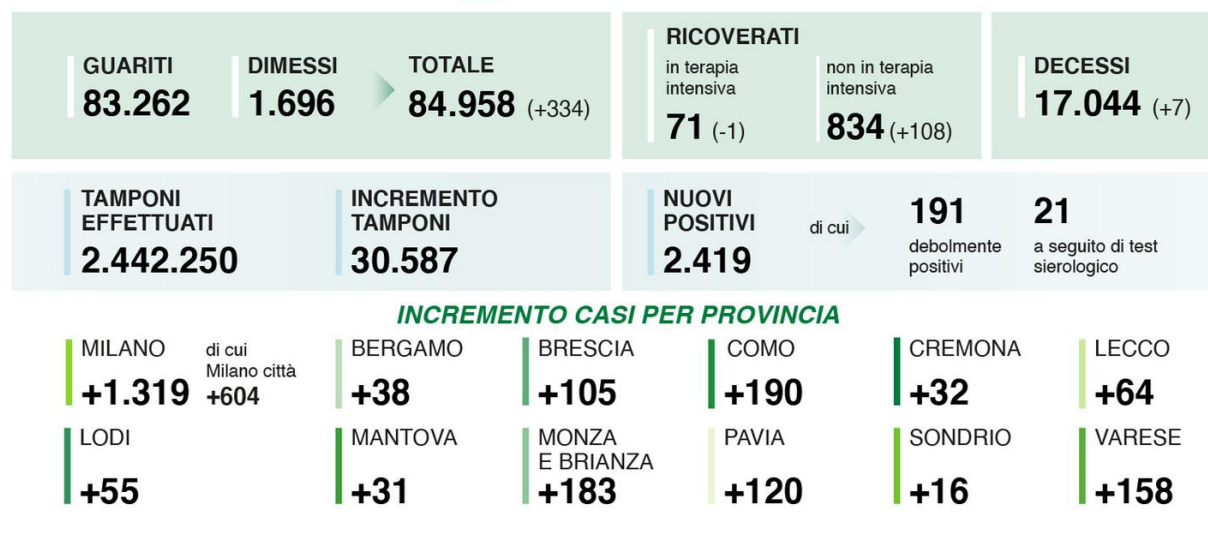 GUARITI
83.262
DIMESSI
1.696
TOTALE
84.958 (+334)
RICOVERATI
in terapia
intensiva
71 (-1)
non in terapia
intensiva
834 (+108)
DECESSI
17.044 (+7)
TAMPONI
EFFETTUATI
2.442.250
INCREMENTO
TAMPONI
30.587
NUOVI
POSITIVI
2.419
di cui
191
debolmente
positivi
21
a seguito di test
sierologico
INCREMENTO CASI PER PROVINCIA
MILANO
+1.319
di cui
Milano città
+604
BERGAMO
+38
BRESCIA
+105
COMO
+190
CREMONA
+32
LECCO
+64
LODI
+55
MANTOVA
+31
MONZA
E BRIANZA
+183
PAVIA
+120
SONDRIO
+16
VARESE
+158